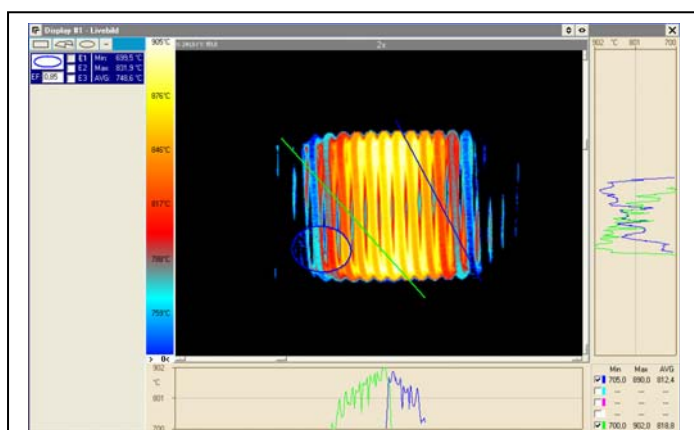 Display #1 - Livebild
E1 Min: 699,5 °C
E2 Max: 831,9 °C
EF 0,85 E3 AVG: 748,6 °C
905°C
876°C
846°C
817°C
788°C
759°C
> 0<
2x
902 °C 801 700
902
°C
801
700
Min Max AVG
705,0 890,0 812,4
--- --- ---
--- --- ---
--- --- ---
700,0 902,0 818,8